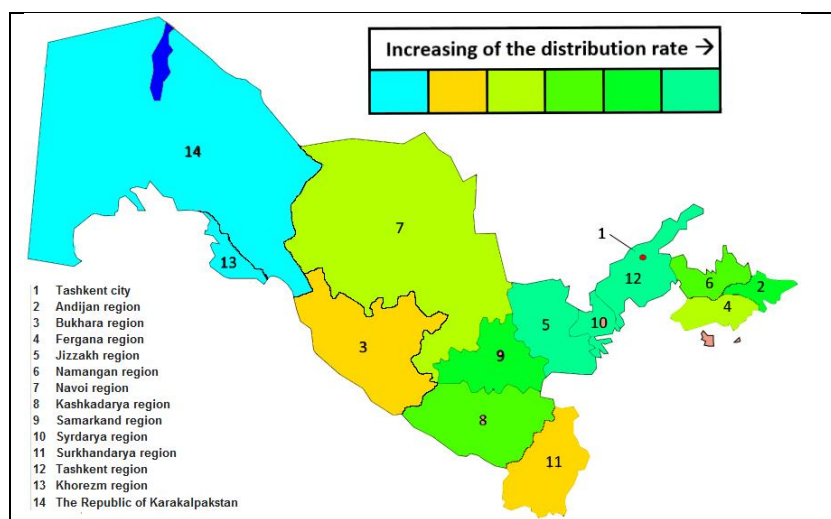 Increasing of the distribution rate →
14
7
1
13
12
6
2
4
10
5
3
9
8
11
1 Tashkent city
2 Andijan region
3 Bukhara region
4 Fergana region
5 Jizzakh region
6 Namangan region
7 Navoi region
8 Kashkadarya region
9 Samarkand region
10 Syrdarya region
11 Surkhandarya region
12 Tashkent region
13 Khorezm region
14 The Republic of Karakalpakstan